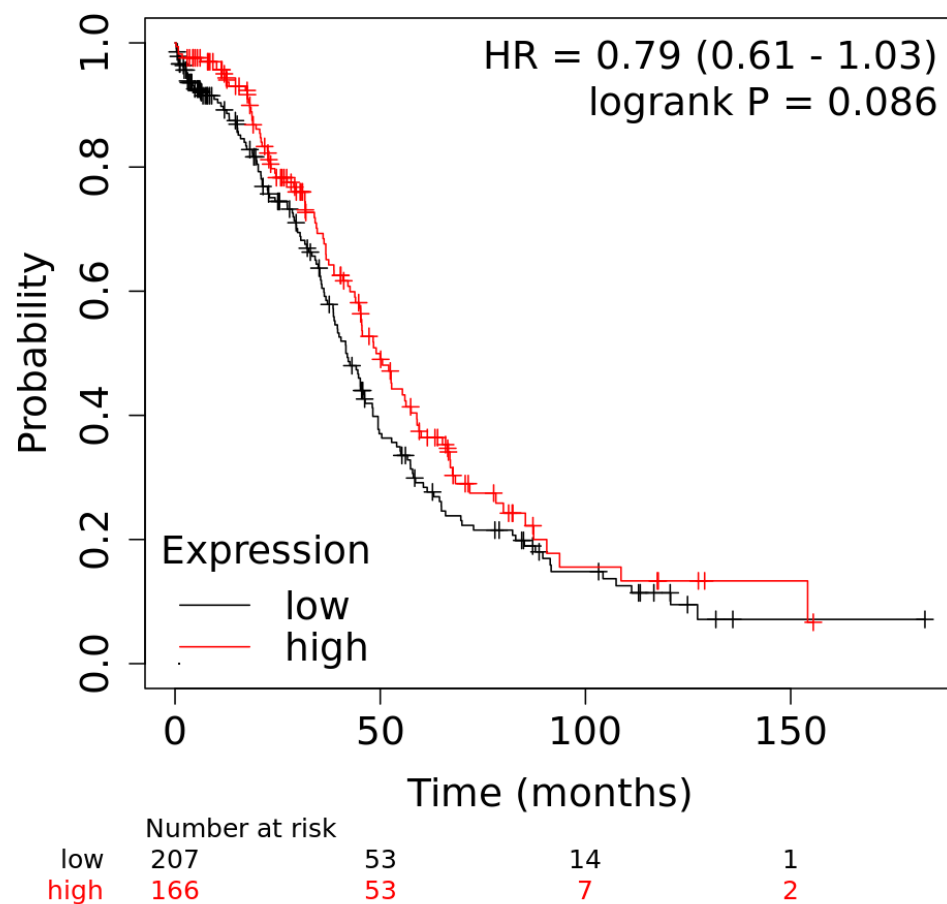 HR = 0.79 (0.61 - 1.03)
logrank P = 0.086
1.0
0.8
0.6
0.4
0.2
0.0
Probability
Expression
low
high
0 50 100 150
Time (months)
Number at risk
low 207 53 14 1
high 166 53 7 2